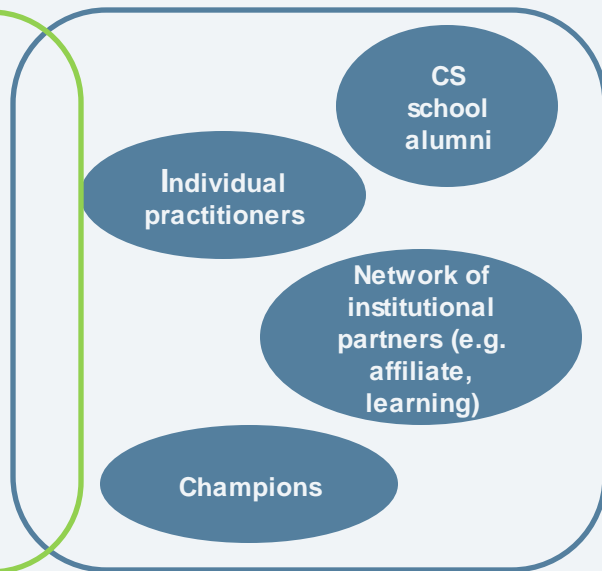 CS
school
alumni
Individual
practitioners
Network of
institutional
partners (e.g.
affiliate,
learning)
Champions